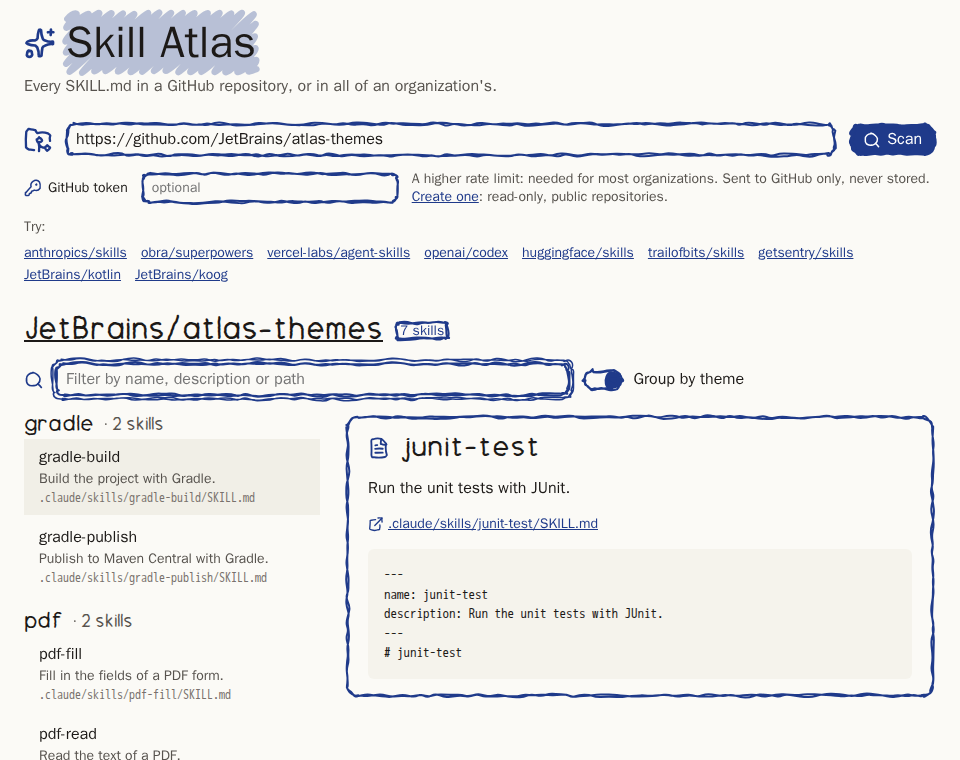 Skill Atlas
Every SKILL.md in a GitHub repository, or in all of an organization's.
https://github.com/JetBrains/atlas-themes
Scan
GitHub token
optional
A higher rate limit: needed for most organizations. Sent to GitHub only, never stored.
Create one: read-only, public repositories.
Try:
anthropics/skills obra/superpowers vercel-labs/agent-skills openai/codex huggingface/skills trailofbits/skills getsentry/skills
JetBrains/kotlin JetBrains/koog
JetBrains/atlas-themes 7 skills
Filter by name, description or path
Group by theme
gradle · 2 skills
gradle-build
Build the project with Gradle.
.claude/skills/gradle-build/SKILL.md
gradle-publish
Publish to Maven Central with Gradle.
.claude/skills/gradle-publish/SKILL.md
pdf · 2 skills
pdf-fill
Fill in the fields of a PDF form.
.claude/skills/pdf-fill/SKILL.md
pdf-read
Read the text of a PDF.
junit-test
Run the unit tests with JUnit.
.claude/skills/junit-test/SKILL.md
---
name: junit-test
description: Run the unit tests with JUnit.
---
# junit-test